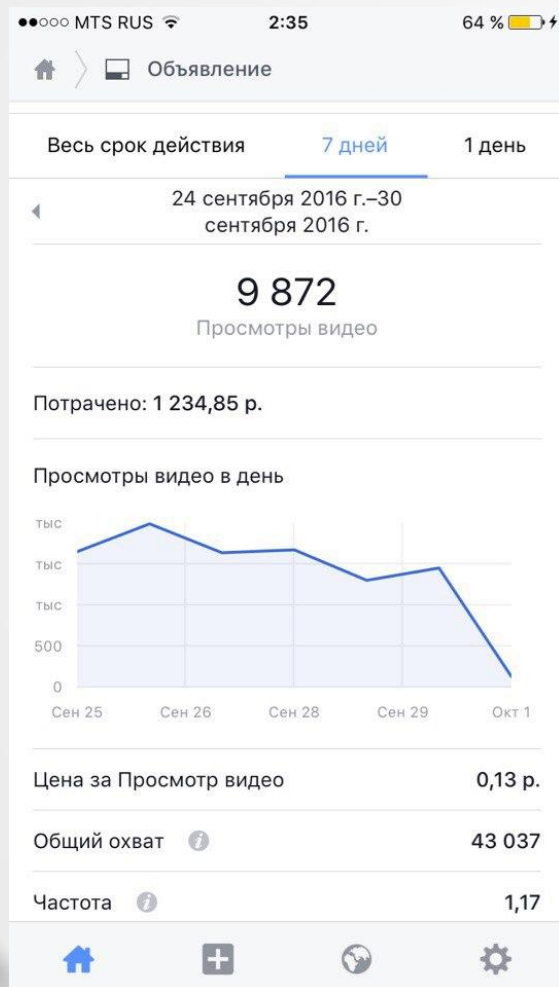 MTS RUS 2:35 64 %
Объявление
Весь срок действия 7 дней 1 день
24 сентября 2016 г.–30
сентября 2016 г.
9 872
Просмотры видео
Потрачено: 1 234,85 р.
Просмотры видео в день
тыс
тыс
тыс
500
0
Сен 25 Сен 26 Сен 28 Сен 29 Окт 1
Цена за Просмотр видео 0,13 р.
Общий охват i 43 037
Частота i 1,17